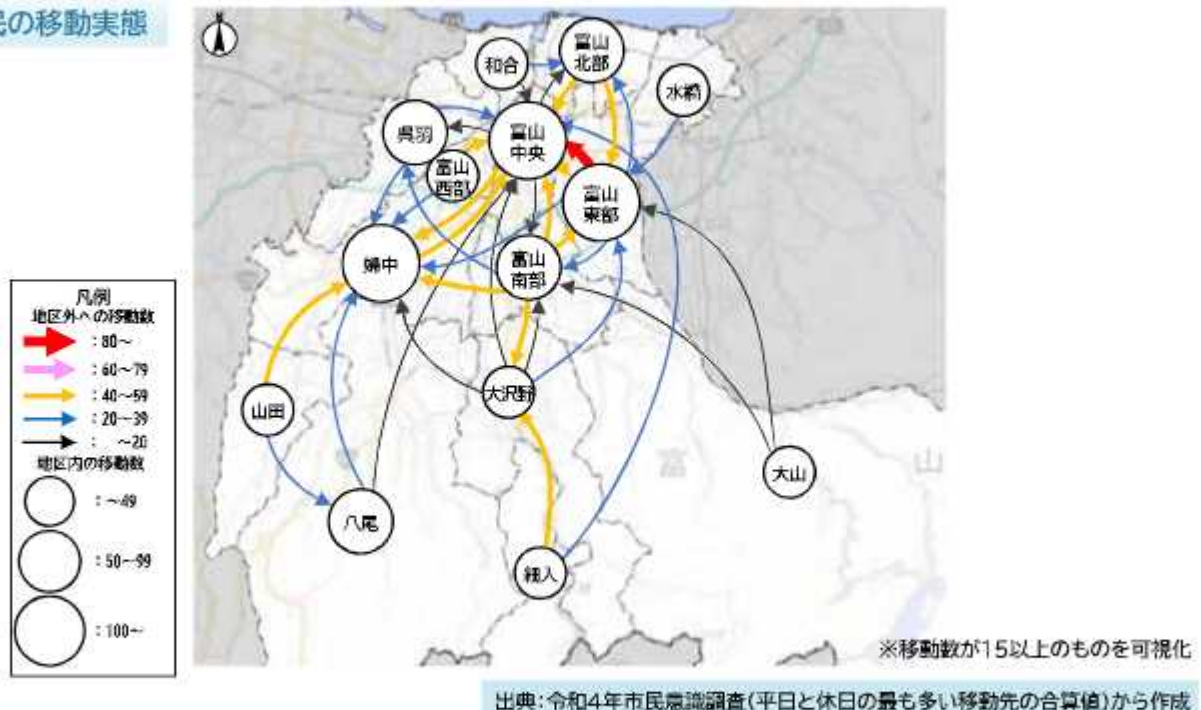 民の移動実態
和合
富山
北部
水橋
呉羽
富山
中央
富山
西部
富山
東部
婦中
富山
南部
凡例
地区外への移動数
:80～
:60～79
:40～59
:20～39
: ～20
地区内の移動数
:～49
:50～99
:100～
山田
大沢野
大山
八尾
細入
富
山
※移動数が15以上のものを可視化
出典:令和4年市民意識調査(平日と休日の最も多い移動先の合算値)から作成